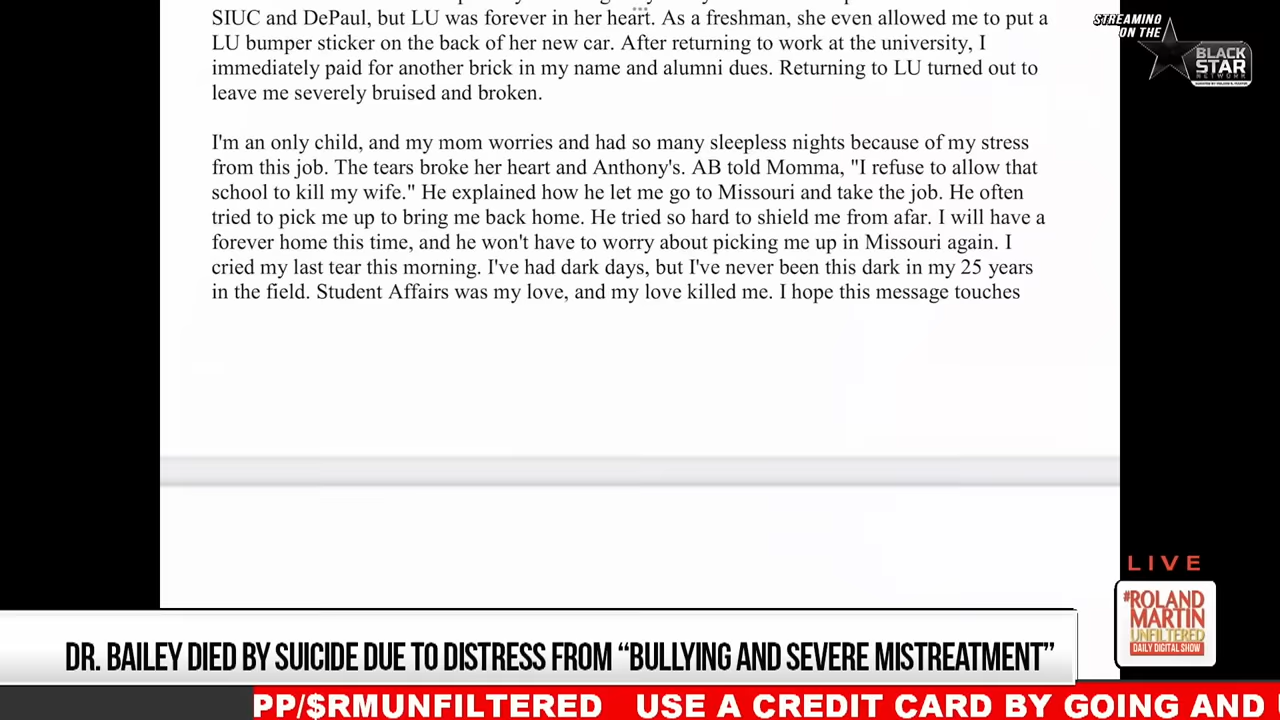 SIUC and DePaul, but LU was forever in her heart. As a freshman, she even allowed me to put a
LU bumper sticker on the back of her new car. After returning to work at the university, I
immediately paid for another brick in my name and alumni dues. Returning to LU turned out to
leave me severely bruised and broken.
I'm an only child, and my mom worries and had so many sleepless nights because of my stress
from this job. The tears broke her heart and Anthony's. AB told Momma, "I refuse to allow that
school to kill my wife." He explained how he let me go to Missouri and take the job. He often
tried to pick me up to bring me back home. He tried so hard to shield me from afar. I will have a
forever home this time, and he won't have to worry about picking me up in Missouri again. I
cried my last tear this morning. I've had dark days, but I've never been this dark in my 25 years
in the field. Student Affairs was my love, and my love killed me. I hope this message touches
STREAMING
ON THE
BLACK
STAR
NETWORK
LIVE
#ROLAND
MARTIN
UNFILTERED
DAILY DIGITAL SHOW
DR. BAILEY DIED BY SUICIDE DUE TO DISTRESS FROM “BULLYING AND SEVERE MISTREATMENT”
PP/$RMUNFILTERED USE A CREDIT CARD BY GOING AND